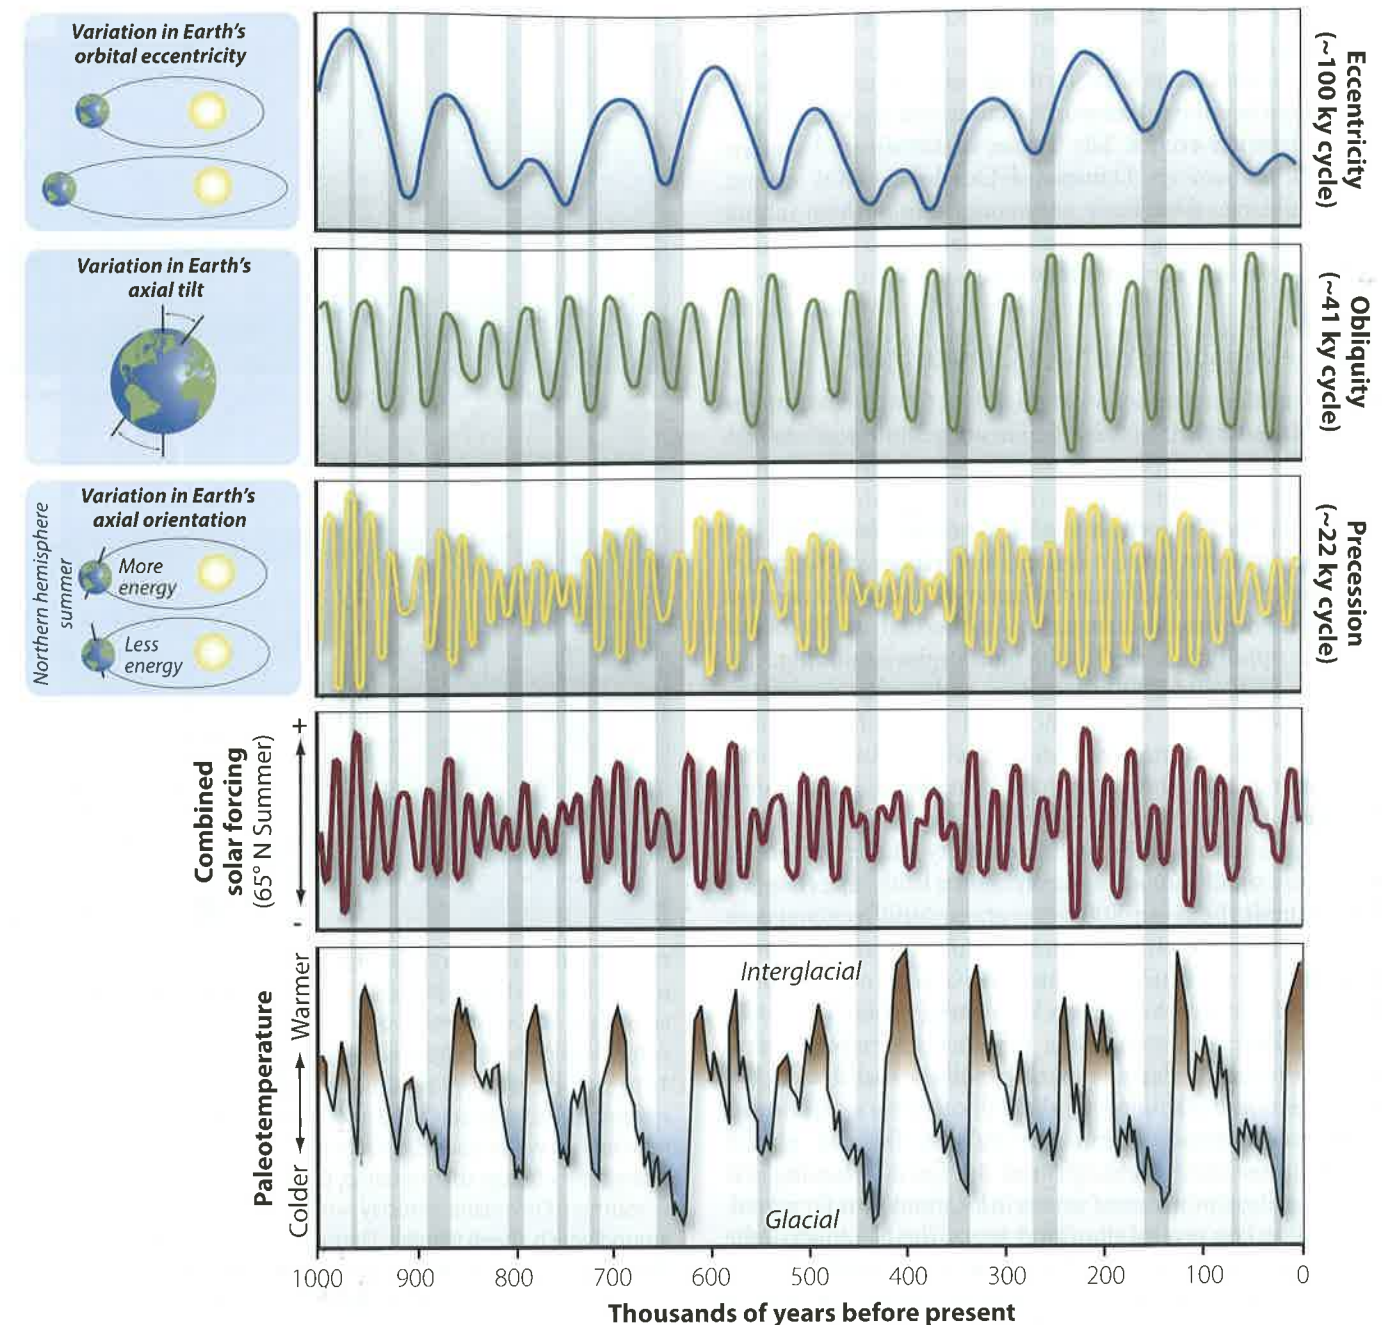 Variation in Earth's
orbital eccentricity
Eccentricity
(~100 ky cycle)
Variation in Earth's
axial tilt
Obliquity
(~41 ky cycle)
Variation in Earth's
axial orientation
Northern hemisphere
summer
More
energy
Less
energy
Precession
(~22 ky cycle)
Combined
solar forcing
(65° N Summer)
+
-
Paleotemperature
Colder
Warmer
Interglacial
Glacial
1000 900 800 700 600 500 400 300 200 100 0
Thousands of years before present